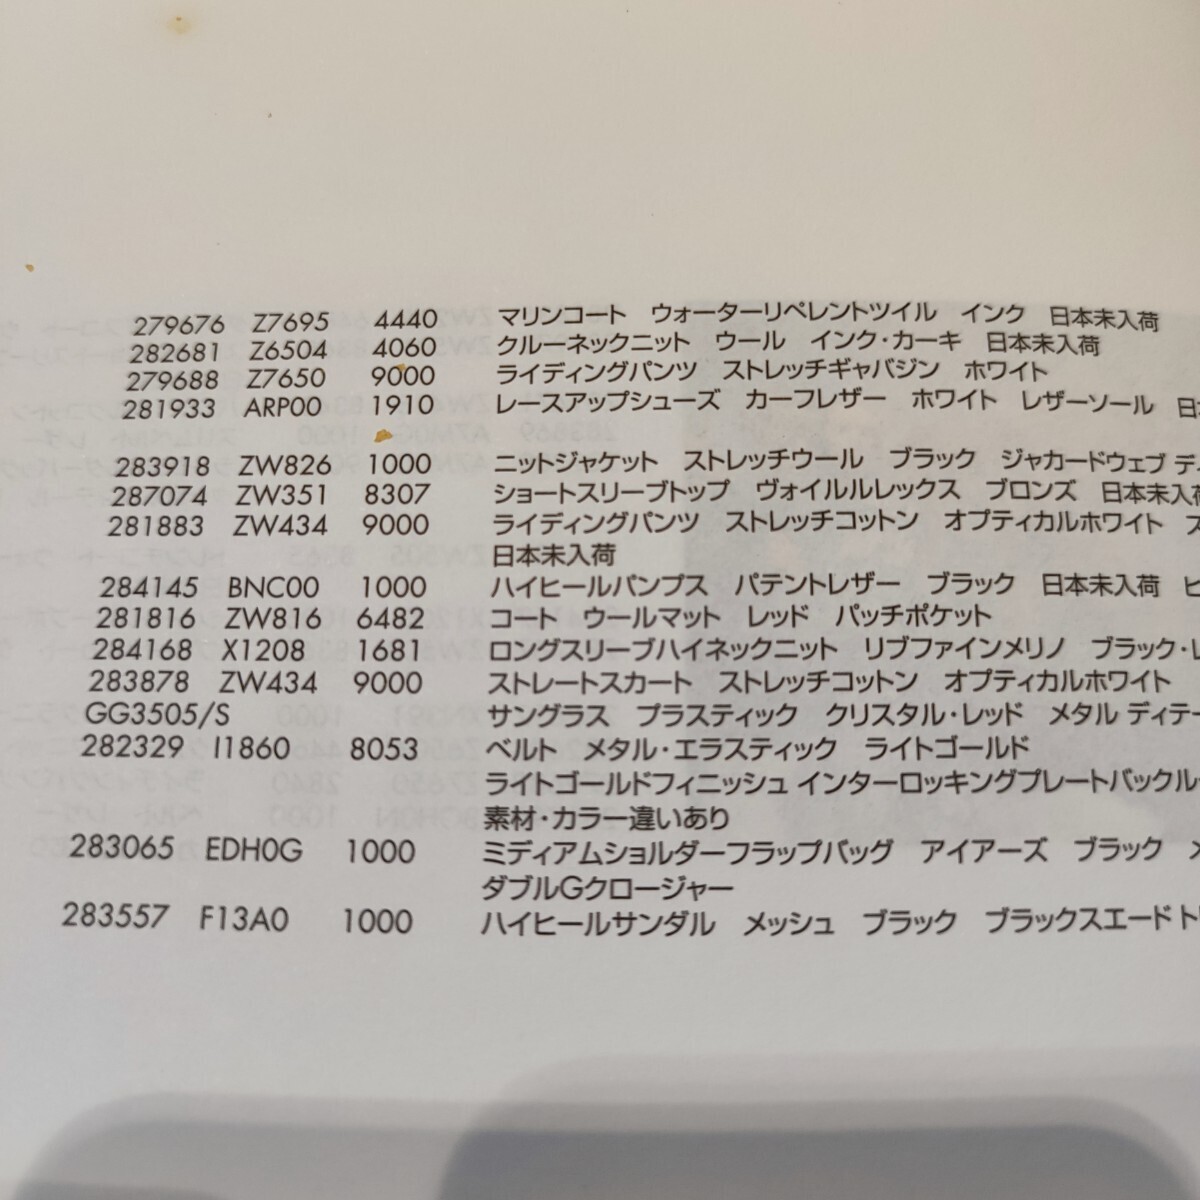 279676 Z7695 4440 マリンコート ウォーターリペレントツイル インク 日本未入荷
282681 Z6504 4060 クルーネックニット ウール インク・カーキ 日本未入荷
279688 Z7650 9000 ライディングパンツ ストレッチギャバジン ホワイト
281933 ARP00 1910 レースアップシューズ カーフレザー ホワイト レザーソール
283918 ZW826 1000 ニットジャケット ストレッチウール ブラック ジャカードウェブ
287074 ZW351 8307 ショートスリーブトップ ヴォイルルレックス ブロンズ 日本未入荷
281883 ZW434 9000 ライディングパンツ ストレッチコットン オプティカルホワイト
日本未入荷
284145 BNC00 1000 ハイヒールパンプス パテントレザー ブラック 日本未入荷
281816 ZW816 6482 コート ウールマット レッド パッチポケット
284168 X1208 1681 ロングスリーブハイネックニット リブファインメリノ ブラック・
283878 ZW434 9000 ストレートスカート ストレッチコットン オプティカルホワイト
GG3505/S サングラス プラスティック クリスタル・レッド メタル
282329 I1860 8053 ベルト メタル・エラスティック ライトゴールド
ライトゴールドフィニッシュ インターロッキングプレートバックル
素材・カラー違いあり
283065 EDH0G 1000 ミディアムショルダーフラップバッグ アイアーズ ブラック
ダブルGクロージャー
283557 F13A0 1000 ハイヒールサンダル メッシュ ブラック ブラックスエード